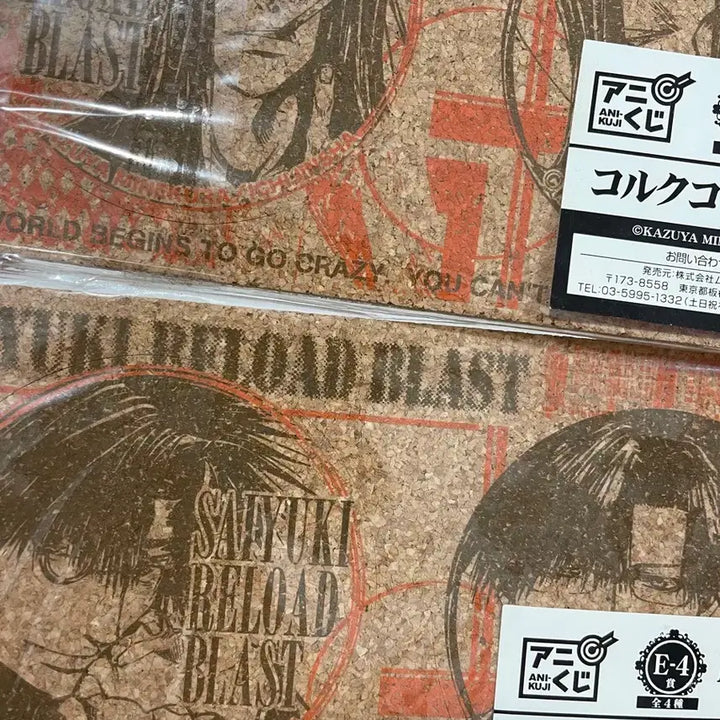 RELOAD
BLAST
アニ
ANI-
KUJI
くじ
コルクコ
©KAZUYA MI
お問い合わ
発売元:株式会社ム
〒173-8558 東京都板
TEL:03-5995-1332(土日祝
WORLD BEGINS TO GO CRAZY. YOU CAN'T
YUKI RELOAD BLAST
SAIYUKI
RELOAD
BLAST
アニ
ANI-
KUJI
くじ
E-4
賞
全4種